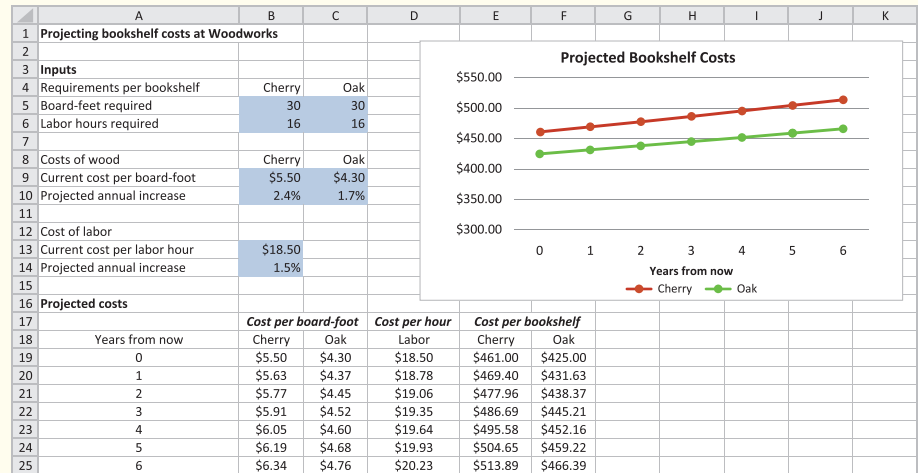 A B C D E F G H I J K
1 Projecting bookshelf costs at Woodworks
2
3 Inputs
4 Requirements per bookshelf Cherry Oak
5 Board-feet required 30 30
6 Labor hours required 16 16
7
8 Costs of wood Cherry Oak
9 Current cost per board-foot $5.50 $4.30
10 Projected annual increase 2.4% 1.7%
11
12 Cost of labor
13 Current cost per labor hour $18.50
14 Projected annual increase 1.5%
15
16 Projected costs
17 Cost per board-foot Cost per hour Cost per bookshelf
18 Years from now Cherry Oak Labor Cherry Oak
19 0 $5.50 $4.30 $18.50 $461.00 $425.00
20 1 $5.63 $4.37 $18.78 $469.40 $431.63
21 2 $5.77 $4.45 $19.06 $477.96 $438.37
22 3 $5.91 $4.52 $19.35 $486.69 $445.21
23 4 $6.05 $4.60 $19.64 $495.58 $452.16
24 5 $6.19 $4.68 $19.93 $504.65 $459.22
25 6 $6.34 $4.76 $20.23 $513.89 $466.39
Projected Bookshelf Costs
$550.00
$500.00
$450.00
$400.00
$350.00
$300.00
0 1 2 3 4 5 6
Years from now
Cherry Oak